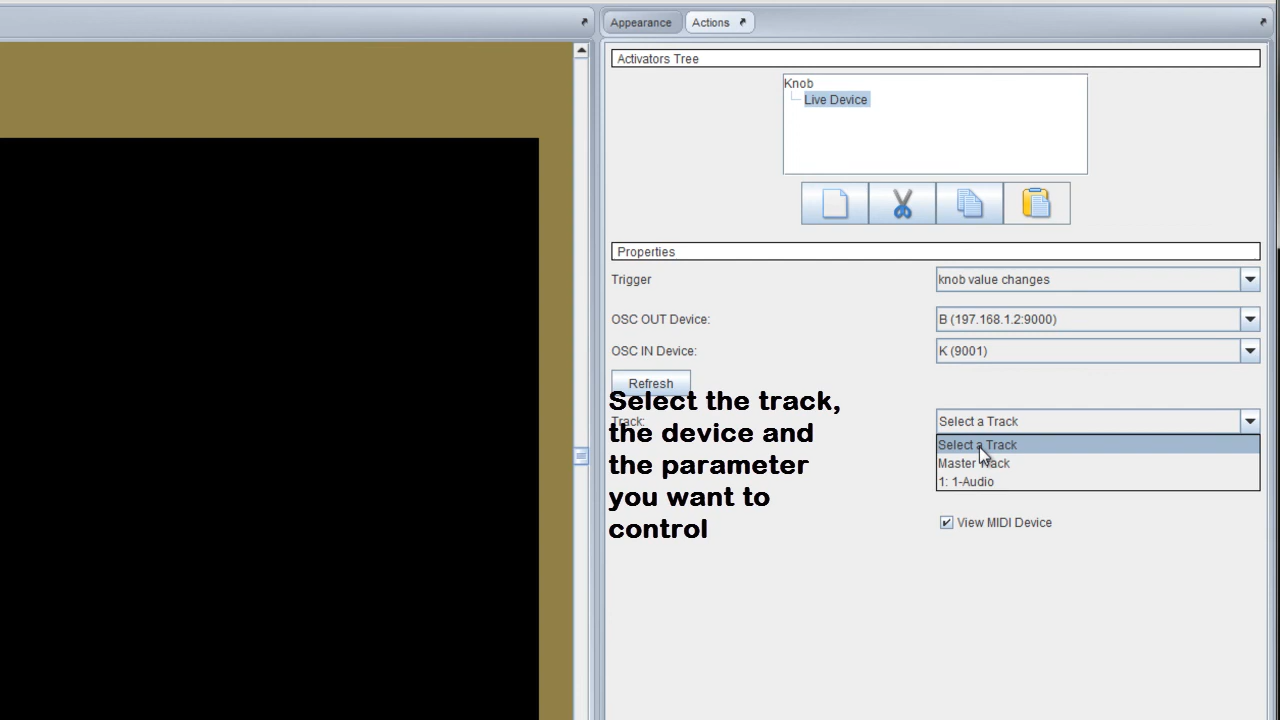 Appearance
Actions
Activators Tree
Knob
Live Device
Properties
Trigger
knob value changes
OSC OUT Device:
B (197.168.1.2:9000)
OSC IN Device:
K (9001)
Refresh
Select the track,
the device and
the parameter
you want to
control
Track:
Select a Track
Select a Track
Master Track
1: 1-Audio
View MIDI Device